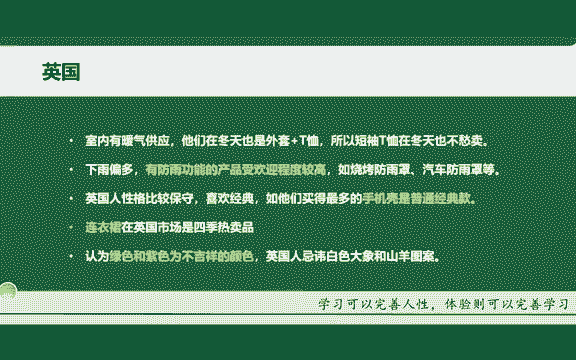 英国
• 室内有暖气供应，他们在冬天也是外套+T恤，所以短袖T恤在冬天也不愁卖。
• 下雨偏多，有防雨功能的产品受欢迎程度较高，如烧烤防雨罩、汽车防雨罩等。
• 英国人性格比较保守，喜欢经典，如他们买得最多的手机壳是普通经典款。
• 连衣裙在英国市场是四季热卖品
• 认为绿色和紫色为不吉祥的颜色，英国人忌讳白色大象和山羊图案。
学习可以完善人性，体验则可以完善学习